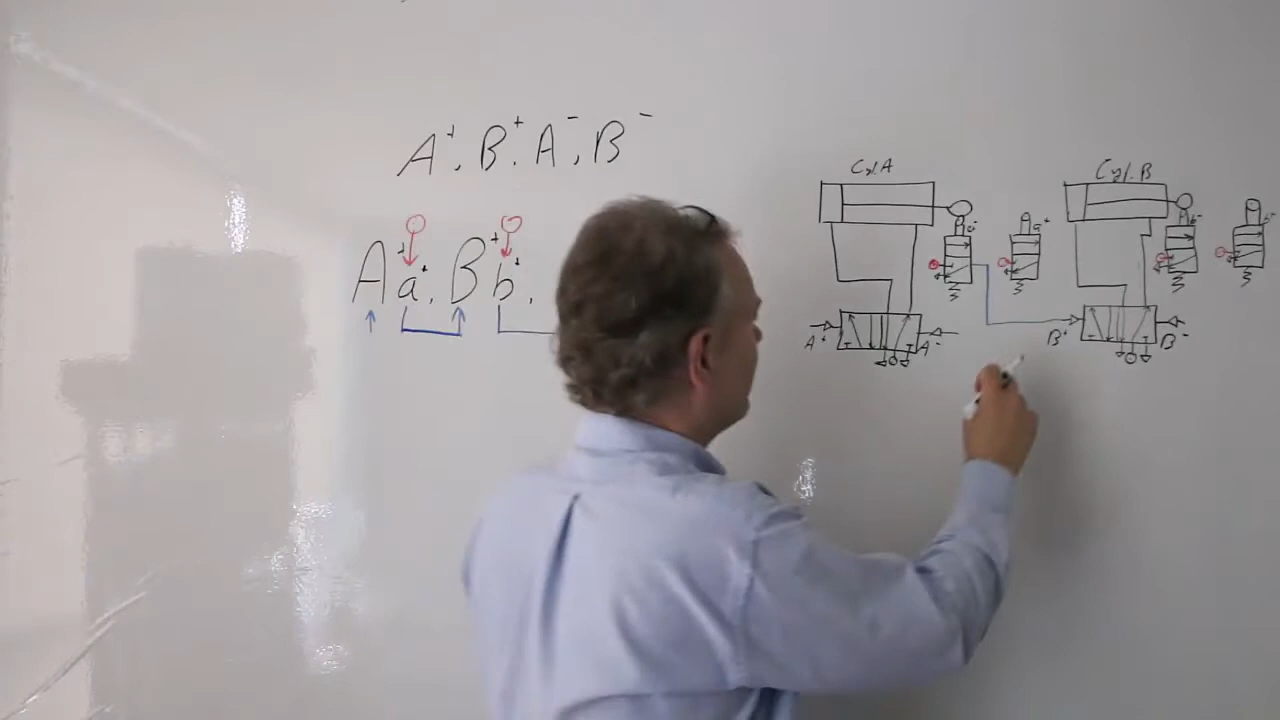 A⁺, B⁺, A⁻, B⁻
A⁺a⁺, B⁺b⁺,
Cyl. A
Cyl. B
a⁻
a⁺
b⁻
A⁺
A⁻
B⁺
B⁻